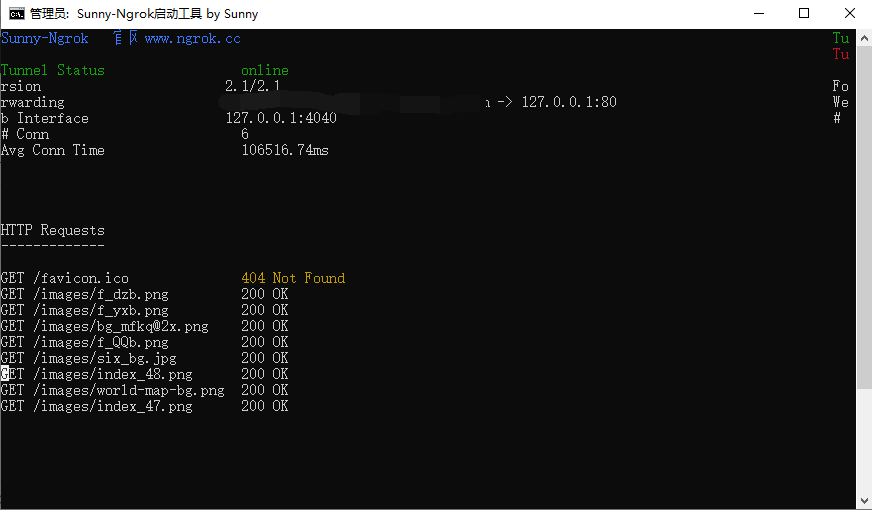 管理员: Sunny-Ngrok启动工具 by Sunny
Sunny-Ngrok www.ngrok.cc Tu
Tu
Tunnel Status online
rsion 2.1/2.1 Fo
rwarding -> 127.0.0.1:80 We
b Interface 127.0.0.1:4040 #
# Conn 6
Avg Conn Time 106516.74ms
HTTP Requests
-------------
GET /favicon.ico 404 Not Found
GET /images/f_dzb.png 200 OK
GET /images/f_yxb.png 200 OK
GET /images/bg_mfkq@2x.png 200 OK
GET /images/f_QQb.png 200 OK
GET /images/six_bg.jpg 200 OK
GET /images/index_48.png 200 OK
GET /images/world-map-bg.png 200 OK
GET /images/index_47.png 200 OK